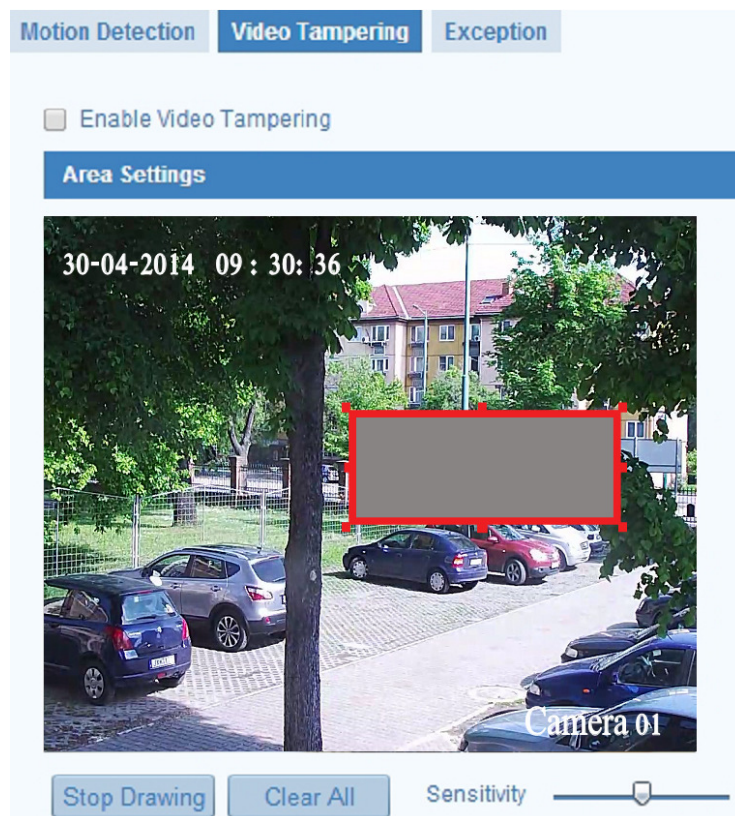 Motion Detection Video Tampering Exception
Enable Video Tampering
Area Settings
30-04-2014 09 : 30: 36
Camera 01
Stop Drawing Clear All Sensitivity